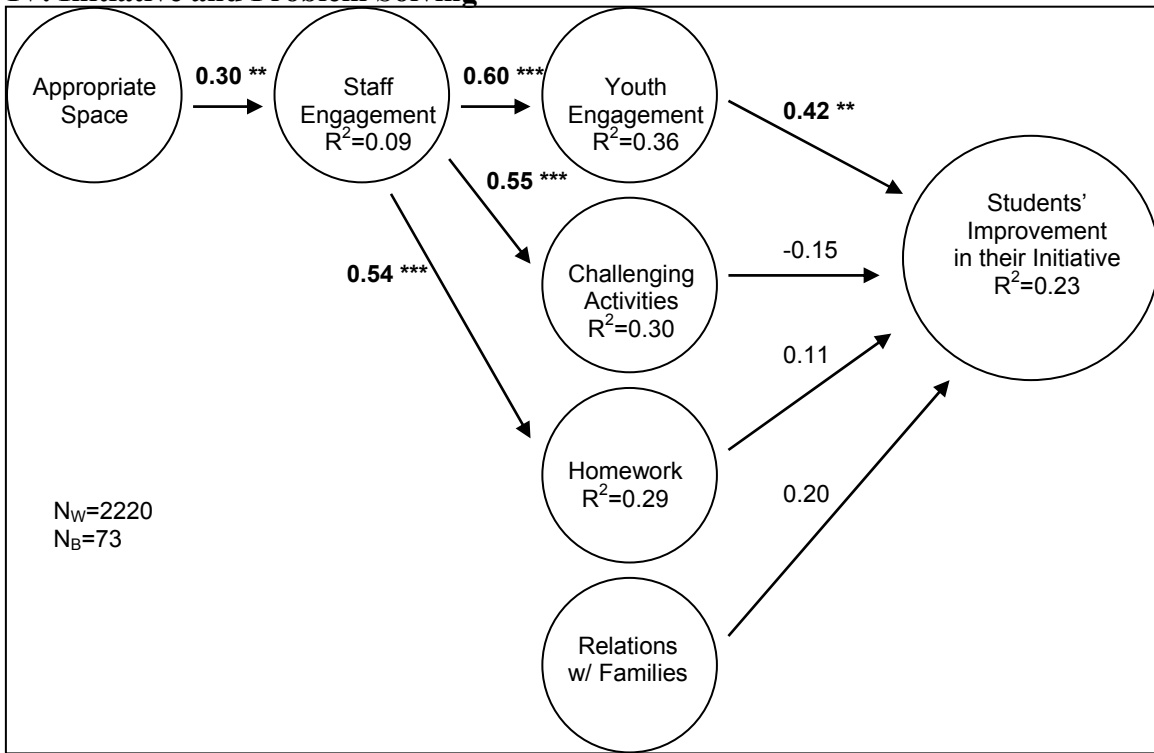 Appropriate
Space
0.30 **
Staff
Engagement
R²=0.09
0.60 ***
Youth
Engagement
R²=0.36
0.42 **
0.55 ***
0.54 ***
Challenging
Activities
R²=0.30
-0.15
Students’
Improvement
in their Initiative
R²=0.23
Homework
R²=0.29
0.11
0.20
Relations
w/ Families
N_W=2220
N_B=73